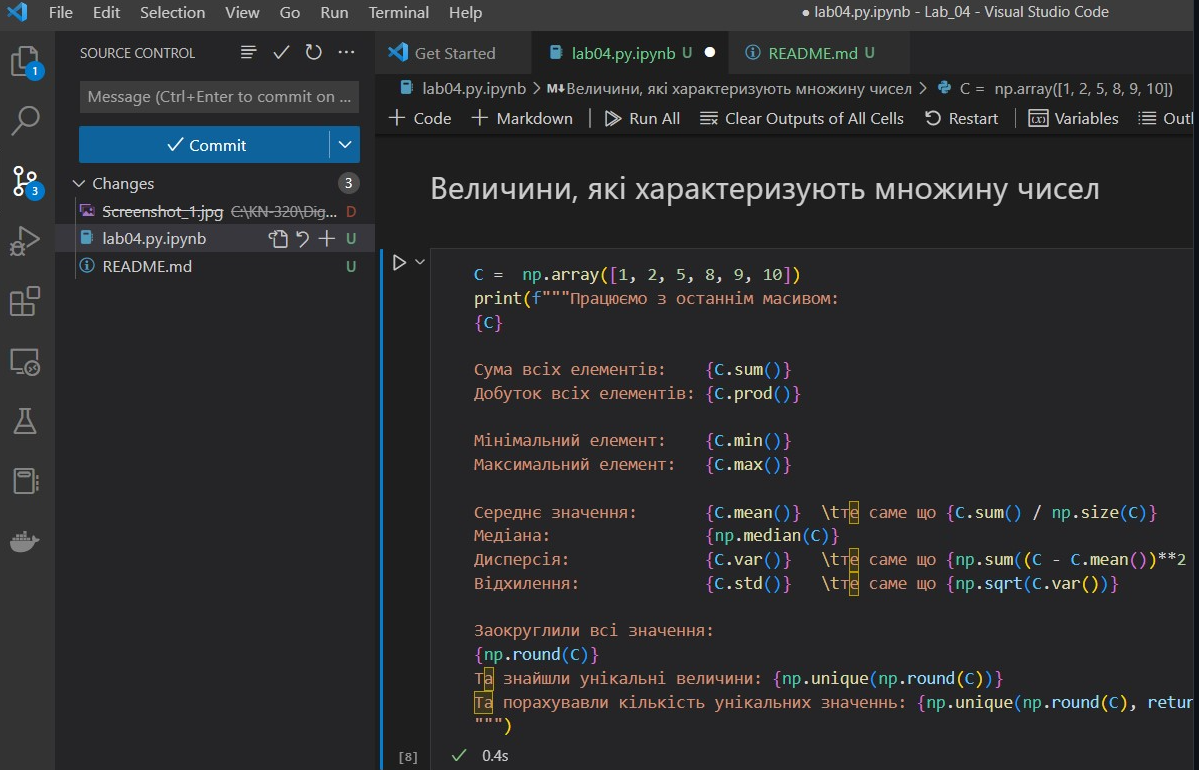 File Edit Selection View Go Run Terminal Help ● lab04.py.ipynb - Lab_04 - Visual Studio Code
SOURCE CONTROL
Get Started lab04.py.ipynb U ● README.md U
1
lab04.py.ipynb > M↓Величини, які характеризують множину чисел > C = np.array([1, 2, 5, 8, 9, 10])
Message (Ctrl+Enter to commit on ...
+ Code + Markdown Run All Clear Outputs of All Cells Restart Variables Outl
Commit
3
Changes 3
Screenshot_1.jpg C:\KN-320\Dig... D
lab04.py.ipynb U
README.md U
Величини, які характеризують множину чисел
C =  np.array([1, 2, 5, 8, 9, 10])
print(f"""Працюємо з останнім масивом:
{C}
Сума всіх елементів:    {C.sum()}
Добуток всіх елементів: {C.prod()}
Мінімальний елемент:    {C.min()}
Максимальний елемент:   {C.max()}
Середнє значення:       {C.mean()}  \tте саме що {C.sum() / np.size(C)}
Медіана:                {np.median(C)}
Дисперсія:              {C.var()}   \tте саме що {np.sum((C - C.mean())**2
Відхилення:             {C.std()}   \tте саме що {np.sqrt(C.var())}
Заокруглили всі значення:
{np.round(C)}
Та знайшли унікальні величини: {np.unique(np.round(C))}
Та порахували кількість унікальних значеннь: {np.unique(np.round(C), retur
""")
[8] 0.4s